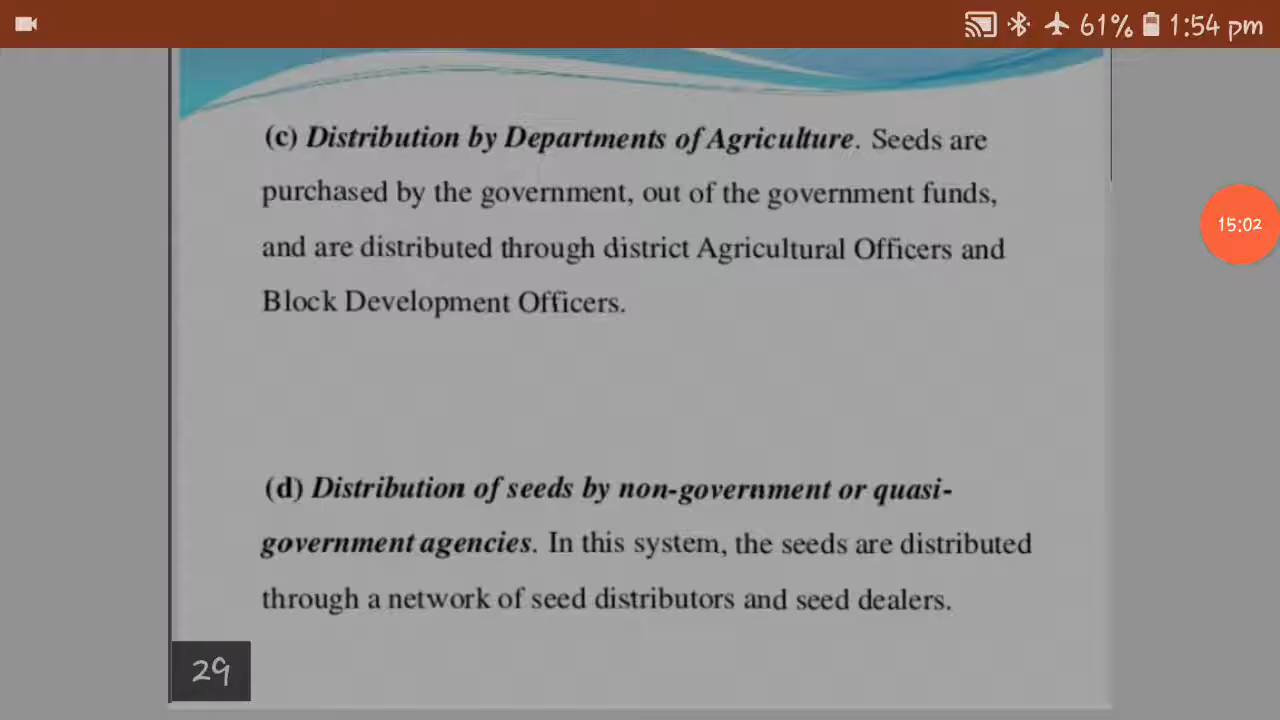 61% 1:54 pm
(c) Distribution by Departments of Agriculture. Seeds are
purchased by the government, out of the government funds,
and are distributed through district Agricultural Officers and
Block Development Officers.
15:02
(d) Distribution of seeds by non-government or quasi-
government agencies. In this system, the seeds are distributed
through a network of seed distributors and seed dealers.
29